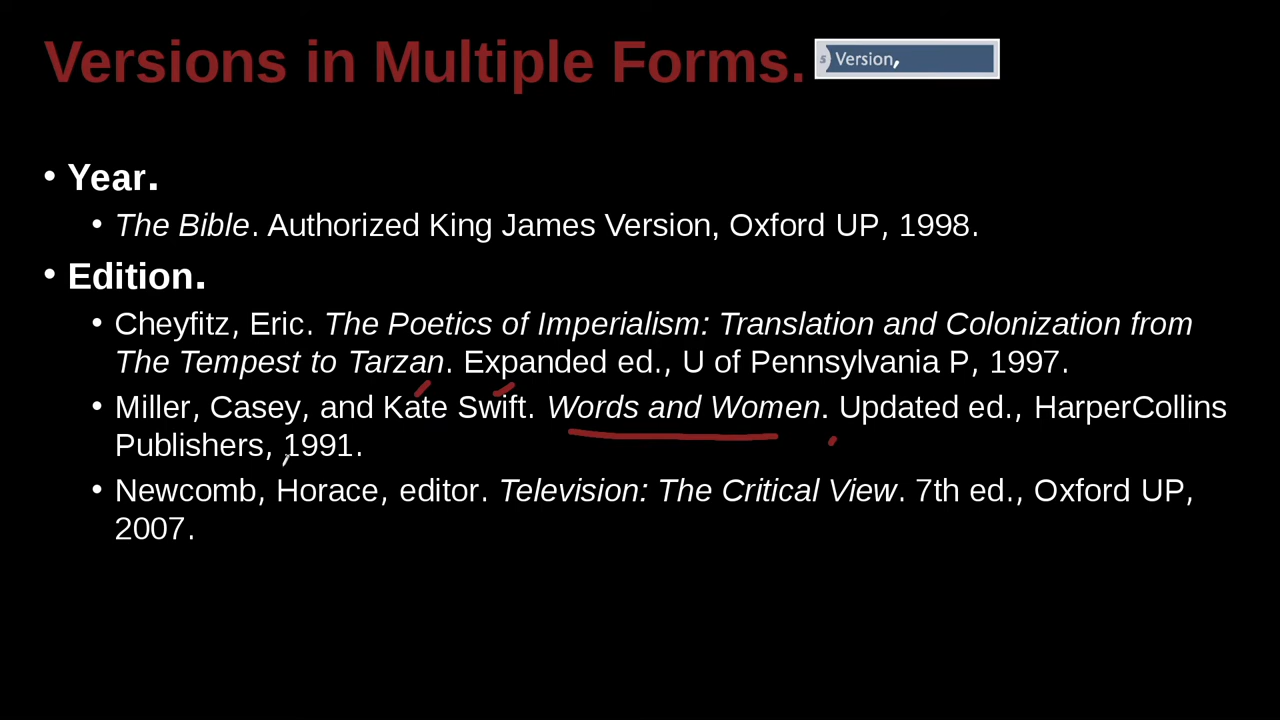 Versions in Multiple Forms.
5 Version,
• Year.
• The Bible. Authorized King James Version, Oxford UP, 1998.
• Edition.
• Cheyfitz, Eric. The Poetics of Imperialism: Translation and Colonization from
The Tempest to Tarzan. Expanded ed., U of Pennsylvania P, 1997.
• Miller, Casey, and Kate Swift. Words and Women. Updated ed., HarperCollins
Publishers, 1991.
• Newcomb, Horace, editor. Television: The Critical View. 7th ed., Oxford UP,
2007.